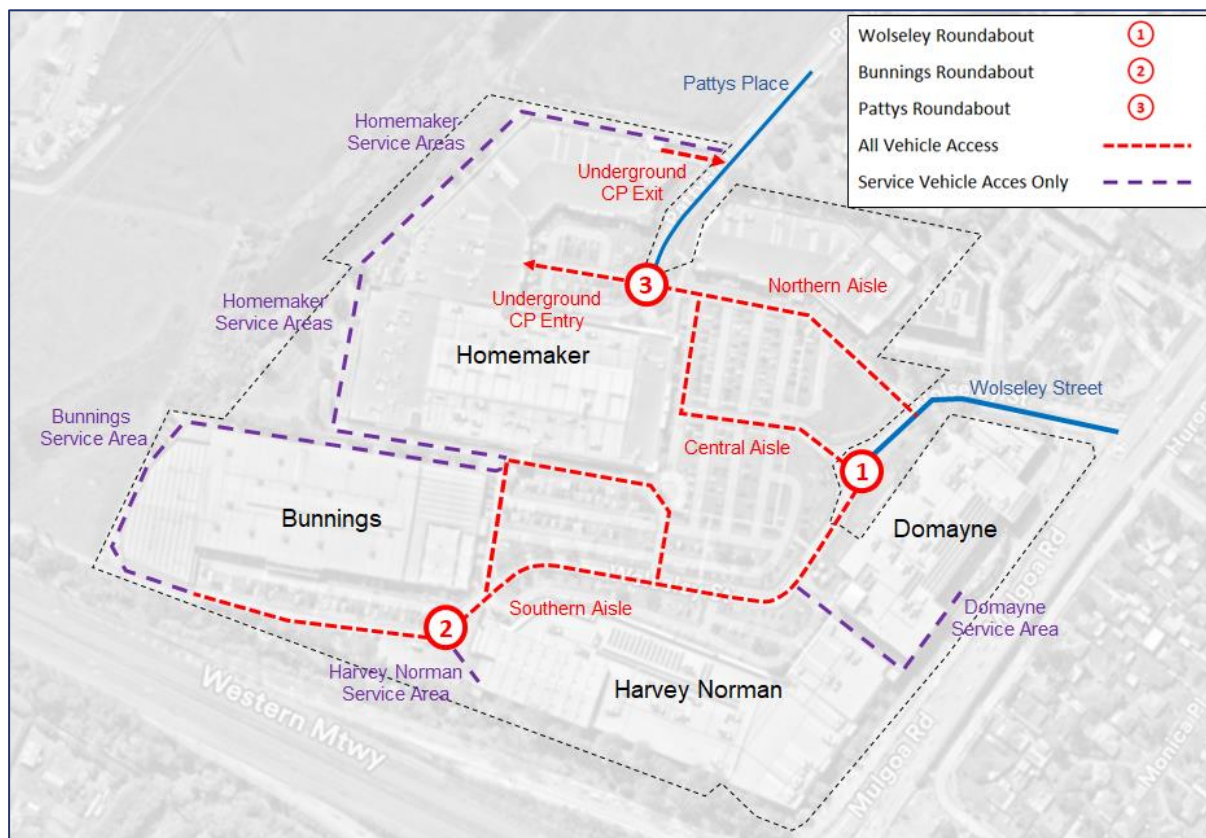 Wolseley Roundabout 1
Bunnings Roundabout 2
Pattys Roundabout 3
All Vehicle Access
Service Vehicle Acces Only
Pattys Place
Homemaker
Service Areas
Underground
CP Exit
3
Northern Aisle
Homemaker
Service Areas
Underground
CP Entry
Homemaker
Wolseley Street
Bunnings
Service Area
Central Aisle
1
Bunnings
Domayne
Mulgoa Rd
Southern Aisle
2
Domayne
Service Area
Harvey Norman
Service Area
Harvey Norman
Western Mtwy
Mulgoa Rd